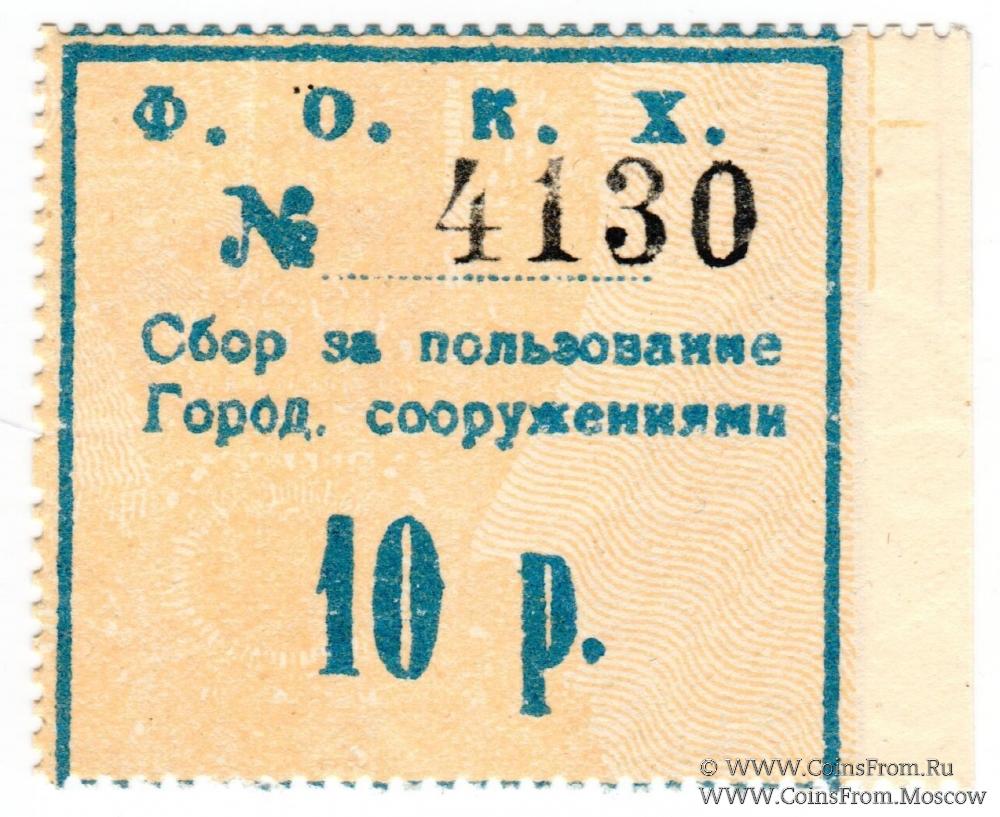 Ф. О. К. Х.
№ 4130
Сбор за пользование
Город. сооружениями
10 р.
© WWW.CoinsFrom.Ru
WWW.CoinsFrom.Moscow